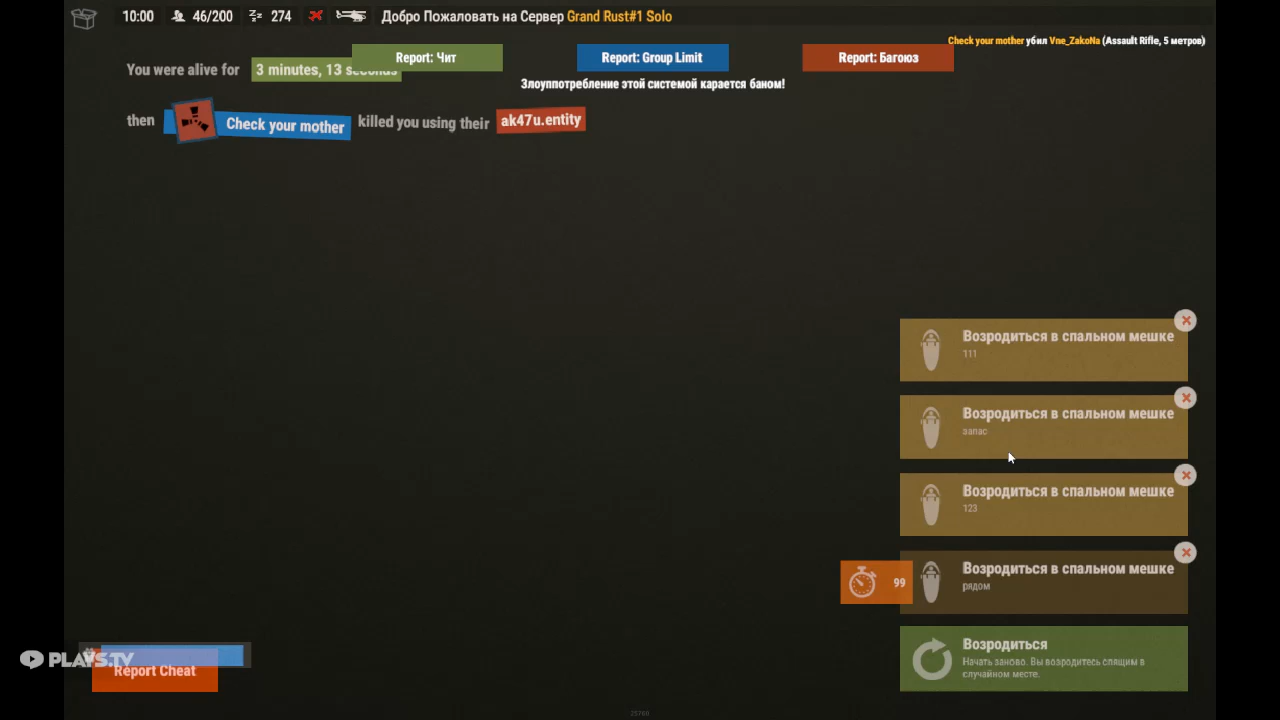 10:00 46/200 274 Добро Пожаловать на Сервер Grand Rust#1 Solo
Check your mother убил Vne_ZakoNa (Assault Rifle, 5 метров)
Report: Чит Report: Group Limit Report: Багоюз
You were alive for 3 minutes, 13 seconds
Злоуппотребление этой системой карается баном!
then Check your mother killed you using their ak47u.entity
Возродиться в спальном мешке
111
Возродиться в спальном мешке
запас
Возродиться в спальном мешке
123
Возродиться в спальном мешке
99 рядом
Возродиться
Начать заново. Вы возродитесь спящим в
случайном месте.
PLAYS.TV
Report Cheat